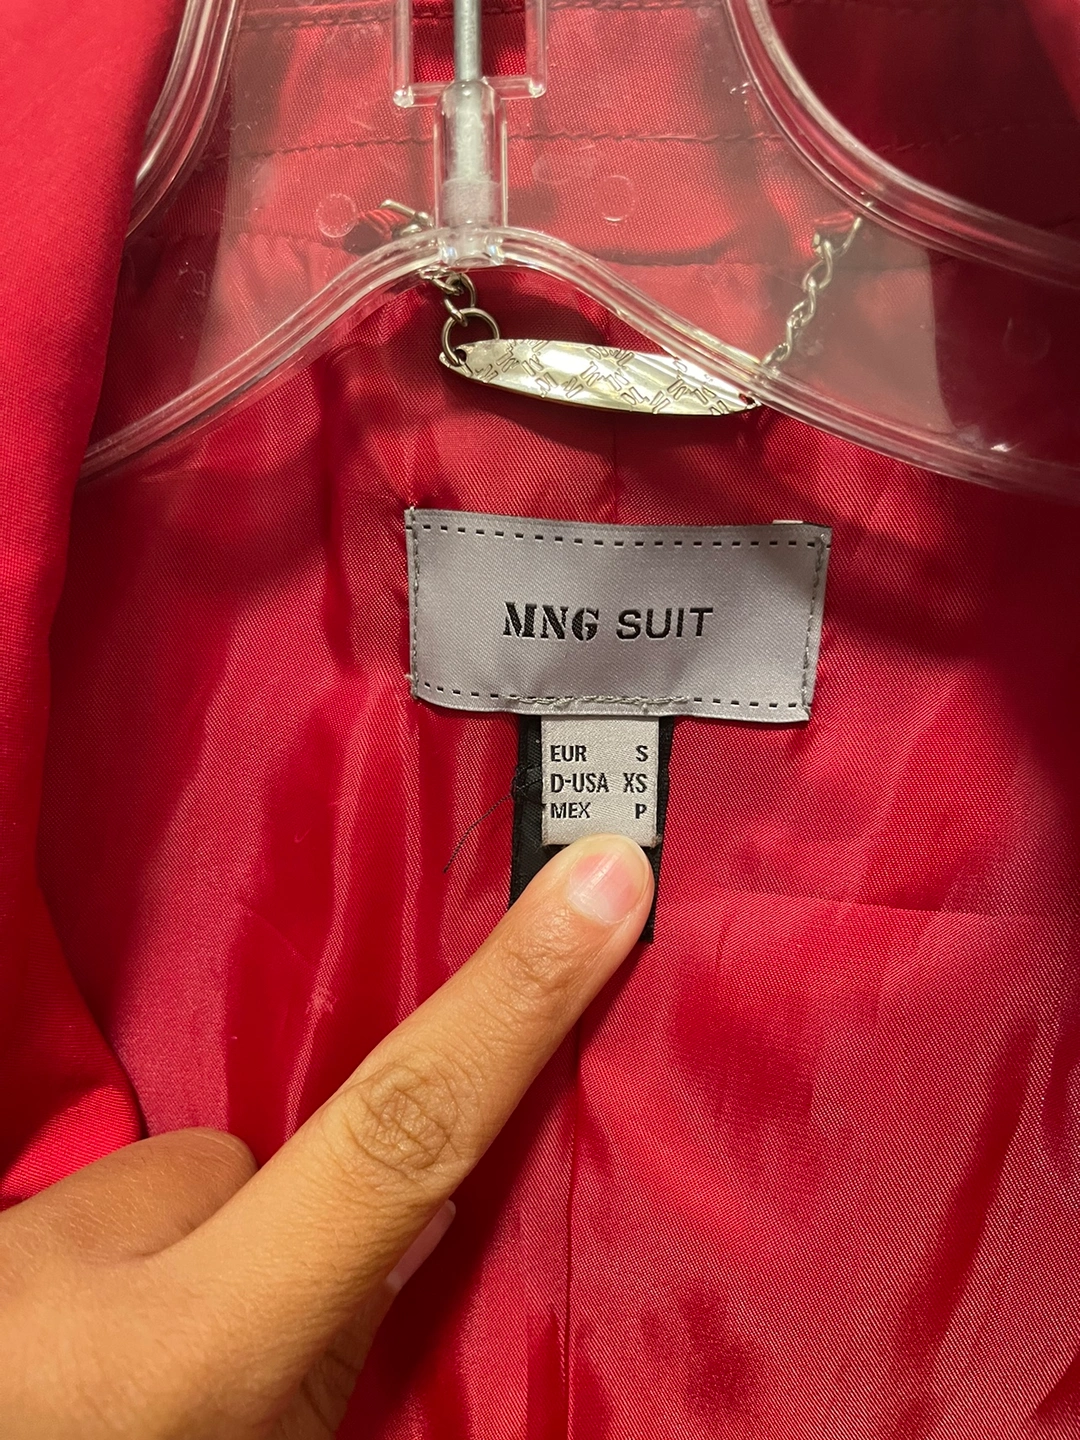 MNG SUIT
EUR S
D-USA XS
MEX P